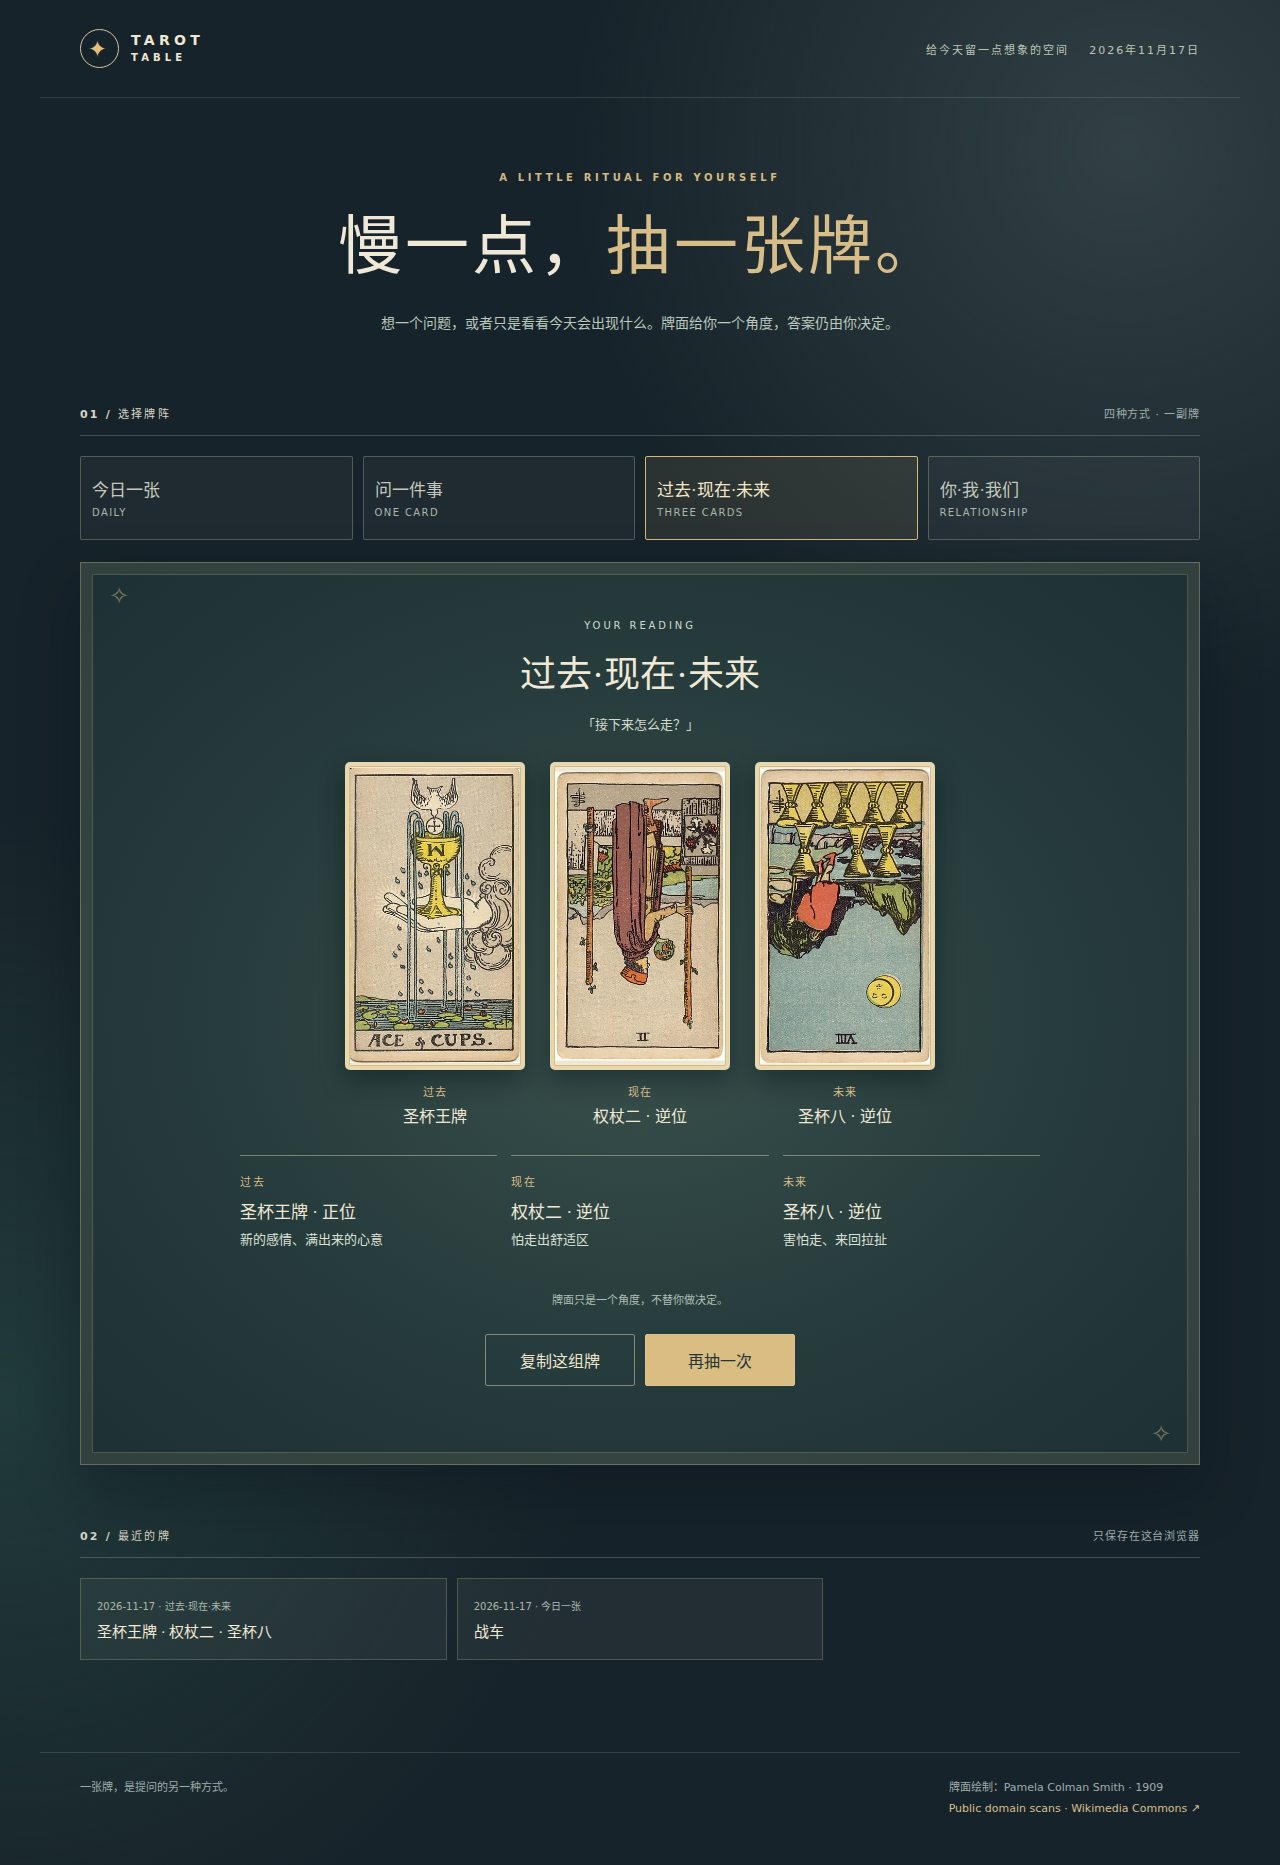 ✦ TAROT
TABLE
给今天留一点想象的空间 2026年11月17日
A LITTLE RITUAL FOR YOURSELF
慢一点，抽一张牌。
想一个问题，或者只是看看今天会出现什么。牌面给你一个角度，答案仍由你决定。
01 / 选择牌阵
四种方式 · 一副牌
今日一张
DAILY
问一件事
ONE CARD
过去·现在·未来
THREE CARDS
你·我·我们
RELATIONSHIP
YOUR READING
过去·现在·未来
「接下来怎么走？」
ACE of CUPS.
II
VIII
过去
圣杯王牌
现在
权杖二 · 逆位
未来
圣杯八 · 逆位
过去
圣杯王牌 · 正位
新的感情、满出来的心意
现在
权杖二 · 逆位
怕走出舒适区
未来
圣杯八 · 逆位
害怕走、来回拉扯
牌面只是一个角度，不替你做决定。
复制这组牌
再抽一次
02 / 最近的牌
只保存在这台浏览器
2026-11-17 · 过去·现在·未来
圣杯王牌 · 权杖二 · 圣杯八
2026-11-17 · 今日一张
战车
一张牌，是提问的另一种方式。
牌面绘制：Pamela Colman Smith · 1909
Public domain scans · Wikimedia Commons ↗